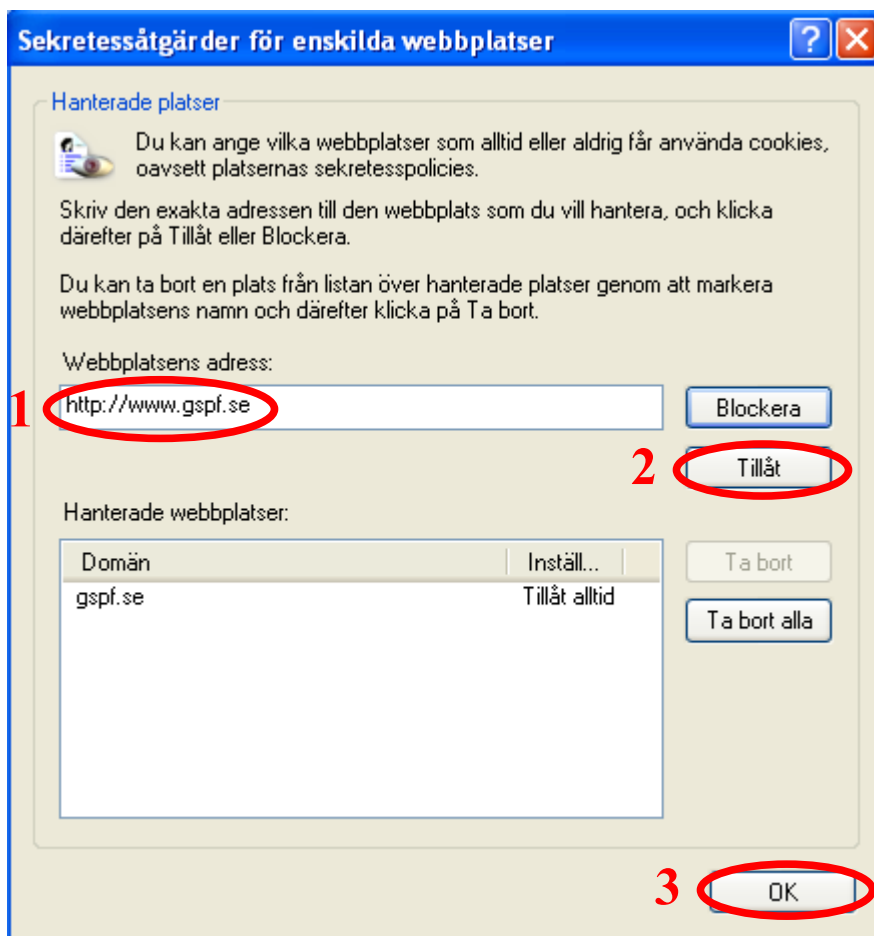 Sekretessåtgärder för enskilda webbplatser
Hanterade platser
Du kan ange vilka webbplatser som alltid eller aldrig får använda cookies,
oavsett platsernas sekretesspolicies.
Skriv den exakta adressen till den webbplats som du vill hantera, och klicka
därefter på Tillåt eller Blockera.
Du kan ta bort en plats från listan över hanterade platser genom att markera
webbplatsens namn och därefter klicka på Ta bort.
Webbplatsens adress:
1 http://www.gspf.se
Blockera
2 Tillåt
Hanterade webbplatser:
Domän Inställ...
Ta bort
gspf.se Tillåt alltid
Ta bort alla
3 OK